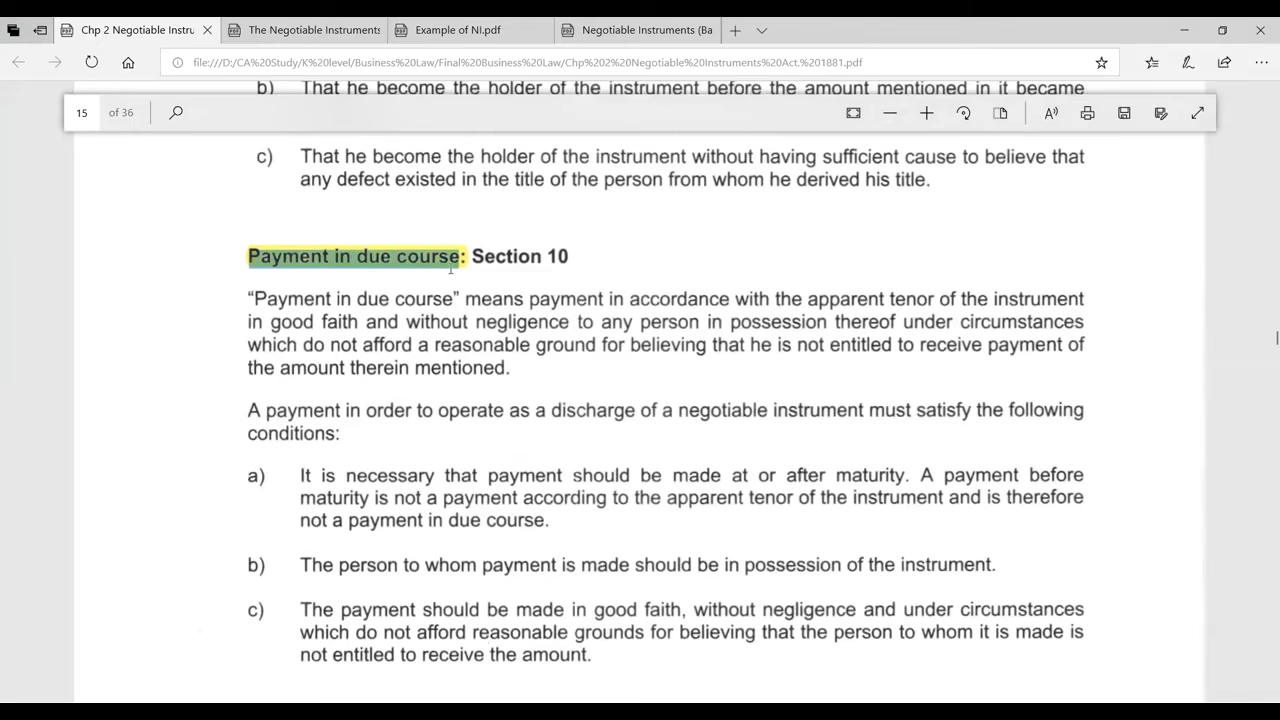 Chp 2 Negotiable Instru
The Negotiable Instruments
Example of NI.pdf
Negotiable Instruments (Ba
file:///D:/CA%20Study/K%20level/Business%20Law/Final%20Business%20Law/Chp%202%20Negotiable%20Instruments%20Act.%201881.pdf
b) That he become the holder of the instrument before the amount mentioned in it became
15 of 36
c) That he become the holder of the instrument without having sufficient cause to believe that
any defect existed in the title of the person from whom he derived his title.
Payment in due course: Section 10
“Payment in due course” means payment in accordance with the apparent tenor of the instrument
in good faith and without negligence to any person in possession thereof under circumstances
which do not afford a reasonable ground for believing that he is not entitled to receive payment of
the amount therein mentioned.
A payment in order to operate as a discharge of a negotiable instrument must satisfy the following
conditions:
a) It is necessary that payment should be made at or after maturity. A payment before
maturity is not a payment according to the apparent tenor of the instrument and is therefore
not a payment in due course.
b) The person to whom payment is made should be in possession of the instrument.
c) The payment should be made in good faith, without negligence and under circumstances
which do not afford reasonable grounds for believing that the person to whom it is made is
not entitled to receive the amount.